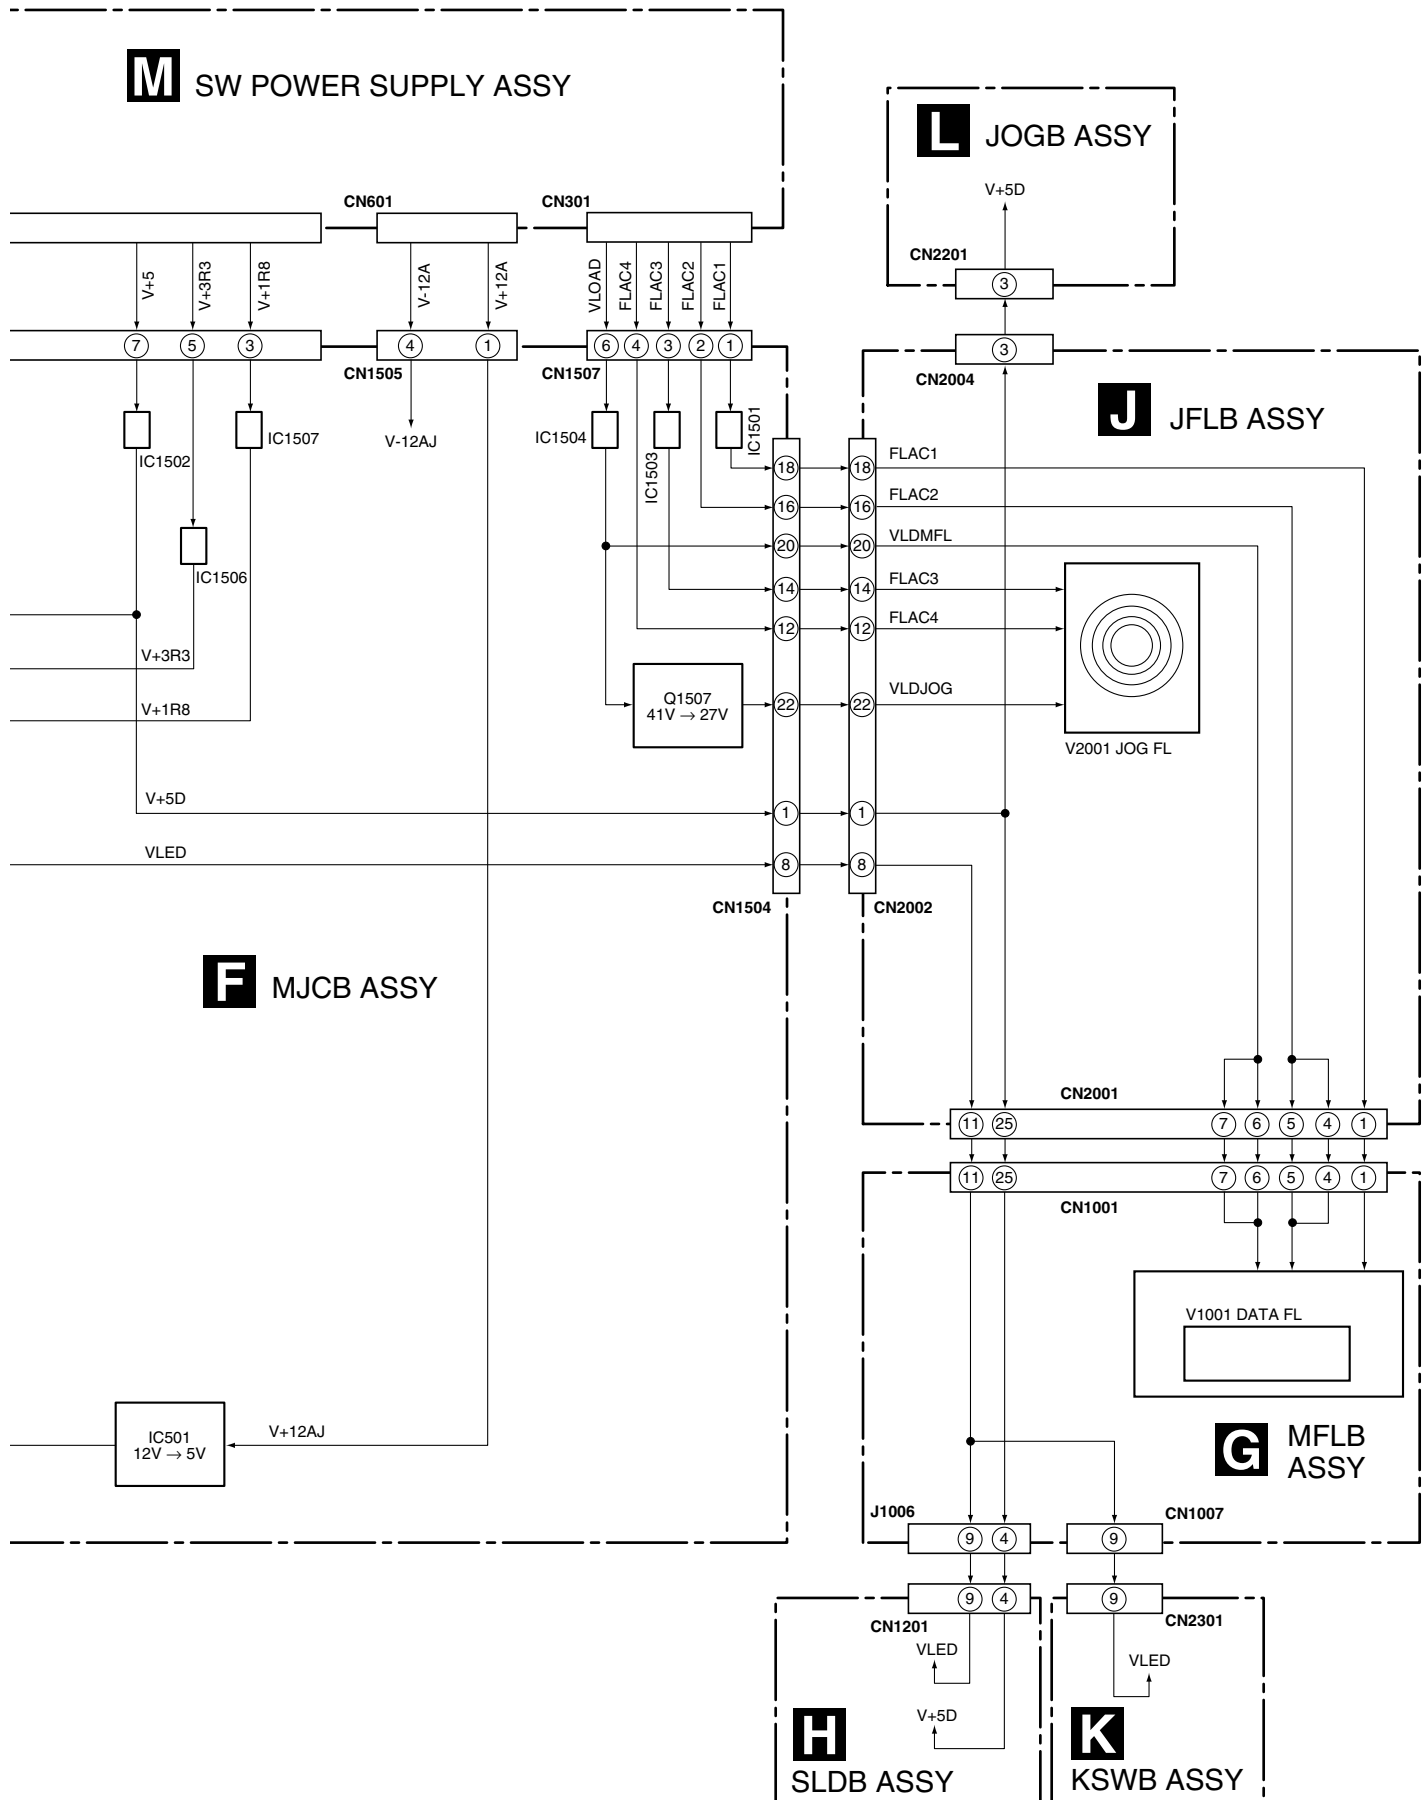 M SW POWER SUPPLY ASSY
L JOGB ASSY
V+5D
CN601
CN301
CN2201
3
V+5
V+3R3
V+1R8
V-12A
V+12A
VLOAD
FLAC4
FLAC3
FLAC2
FLAC1
7 5 3 4 1 6 4 3 2 1
3
CN1505
CN1507
CN2004
J JFLB ASSY
IC1502
IC1507
V-12AJ
IC1504
IC1503
IC1501
18 18 FLAC1
16 16 FLAC2
20 20 VLDMFL
IC1506
14 14 FLAC3
12 12 FLAC4
V+3R3
V+1R8
Q1507
41V → 27V
22 22 VLDJOG
V2001 JOG FL
V+5D
1 1
VLED
8 8
CN1504
CN2002
F MJCB ASSY
CN2001
11 25 7 6 5 4 1
11 25 7 6 5 4 1
CN1001
V1001 DATA FL
IC501
12V → 5V
V+12AJ
G MFLB
ASSY
J1006
CN1007
9 4 9
9 4 9
CN1201
CN2301
VLED
VLED
V+5D
H
SLDB ASSY
K
KSWB ASSY